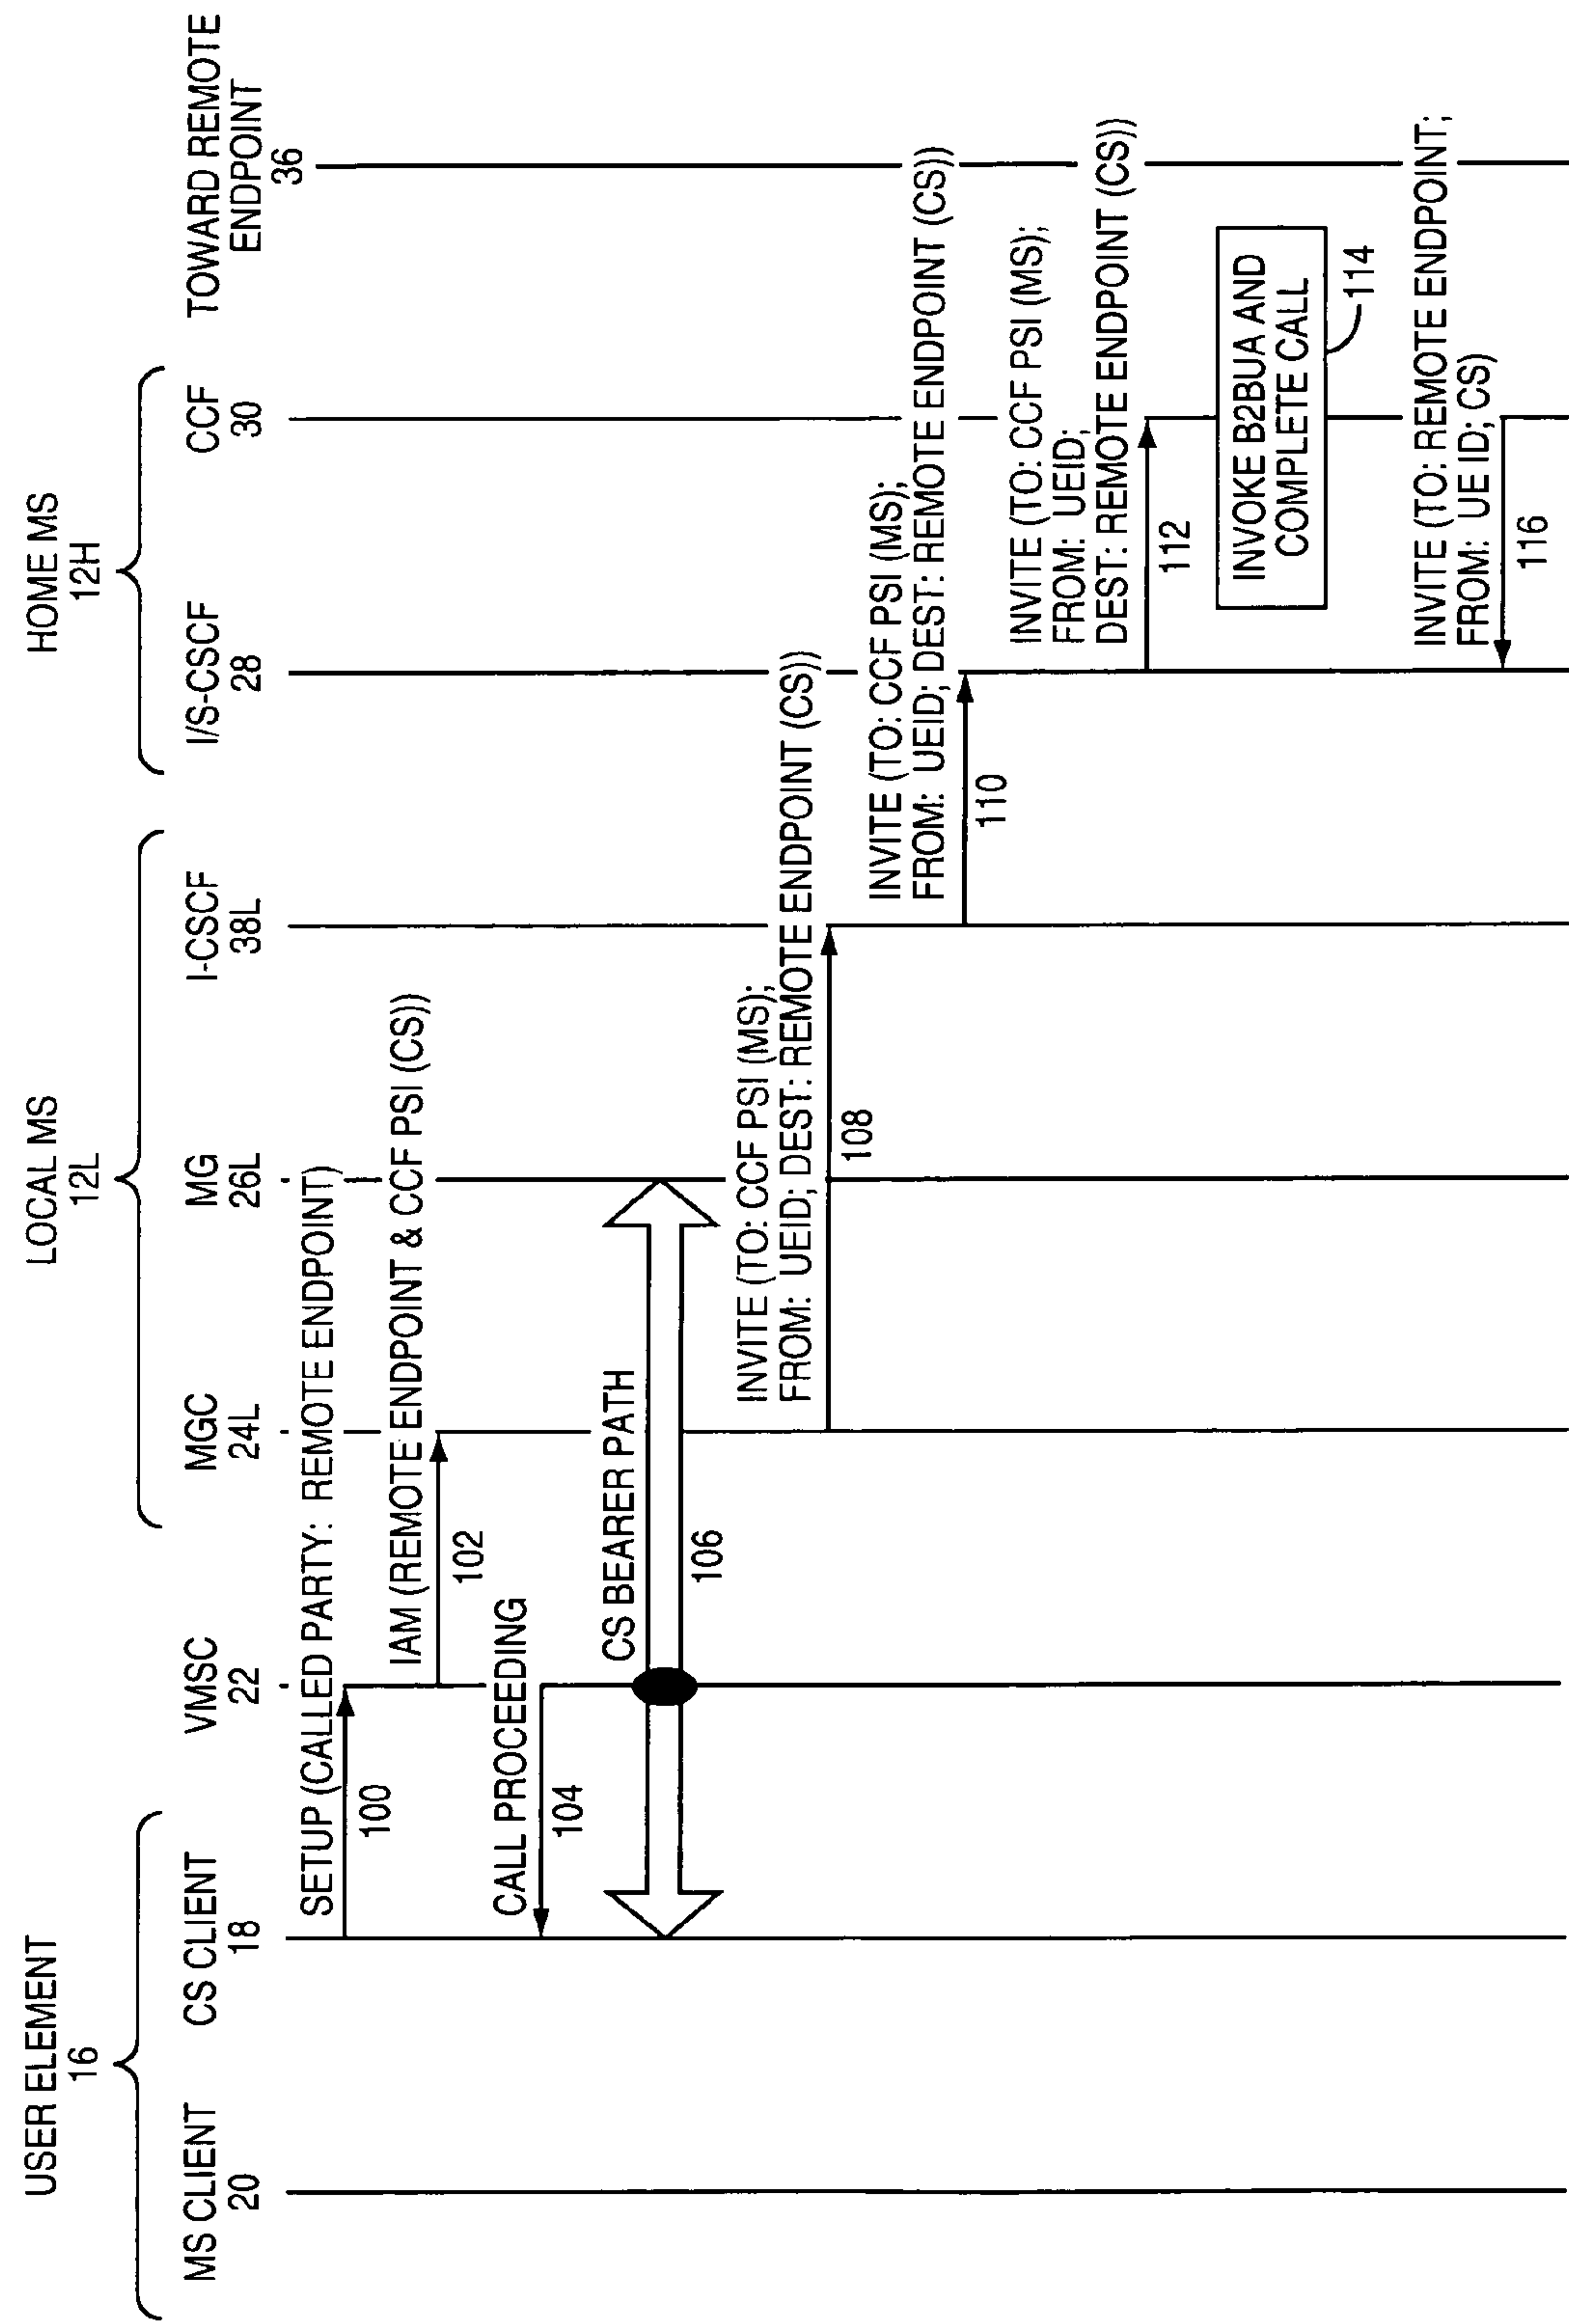 USER ELEMENT
16
LOCAL MS
12L
HOME MS
12H
MS CLIENT
20
CS CLIENT
18
VMSC
22
MGC
24L
MG
26L
I-CSCF
38L
I/S-CSCF
28
CCF
30
TOWARD REMOTE
ENDPOINT
36
SETUP (CALLED PARTY: REMOTE ENDPOINT)
100
IAM (REMOTE ENDPOINT & CCF PSI (CS))
102
CALL PROCEEDING
104
CS BEARER PATH
106
INVITE (TO: CCF PSI (MS);
FROM: UEID; DEST: REMOTE ENDPOINT (CS))
108
INVITE (TO: CCF PSI (MS);
FROM: UEID; DEST: REMOTE ENDPOINT (CS))
110
INVITE (TO: CCF PSI (MS);
FROM: UEID;
DEST: REMOTE ENDPOINT (CS))
112
INVOKE B2BUA AND
COMPLETE CALL
114
INVITE (TO: REMOTE ENDPOINT;
FROM: UE ID; CS)
116